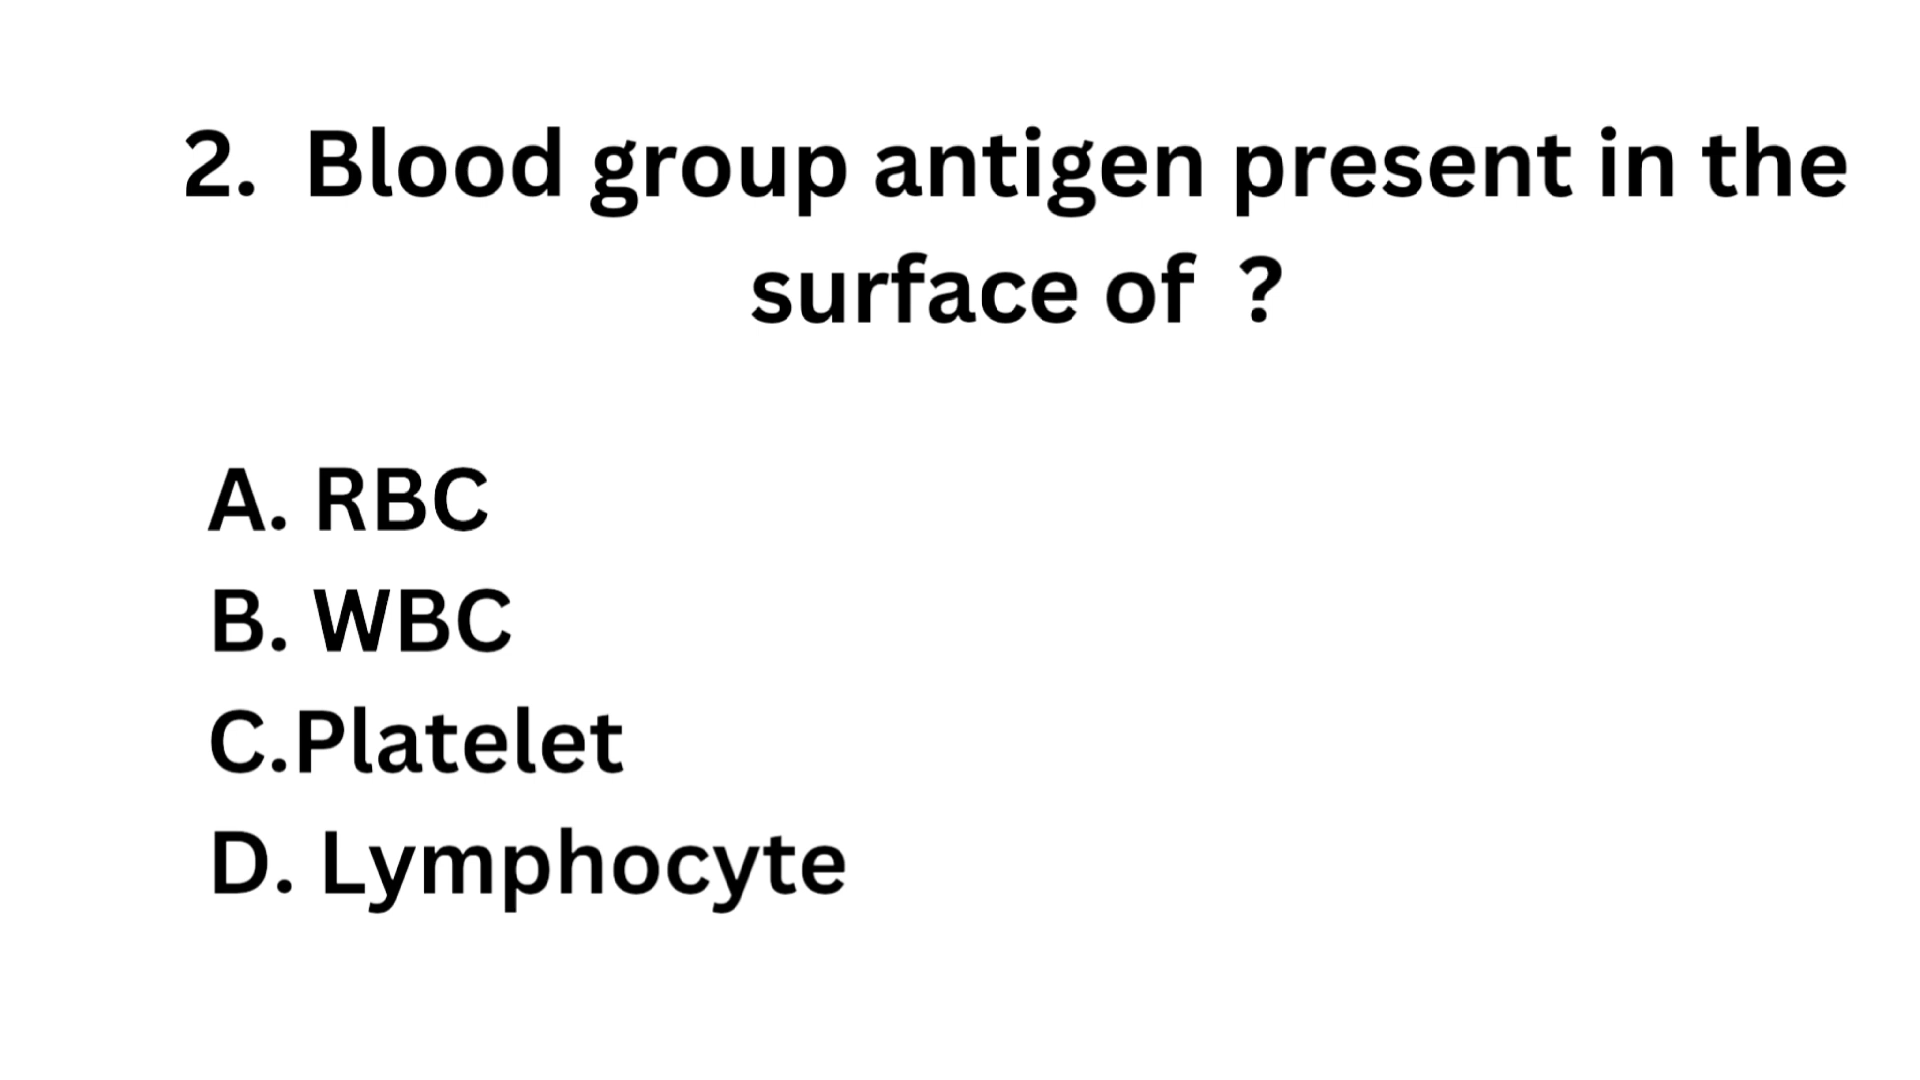 2. Blood group antigen present in the
surface of ?
A. RBC
B. WBC
C.Platelet
D. Lymphocyte